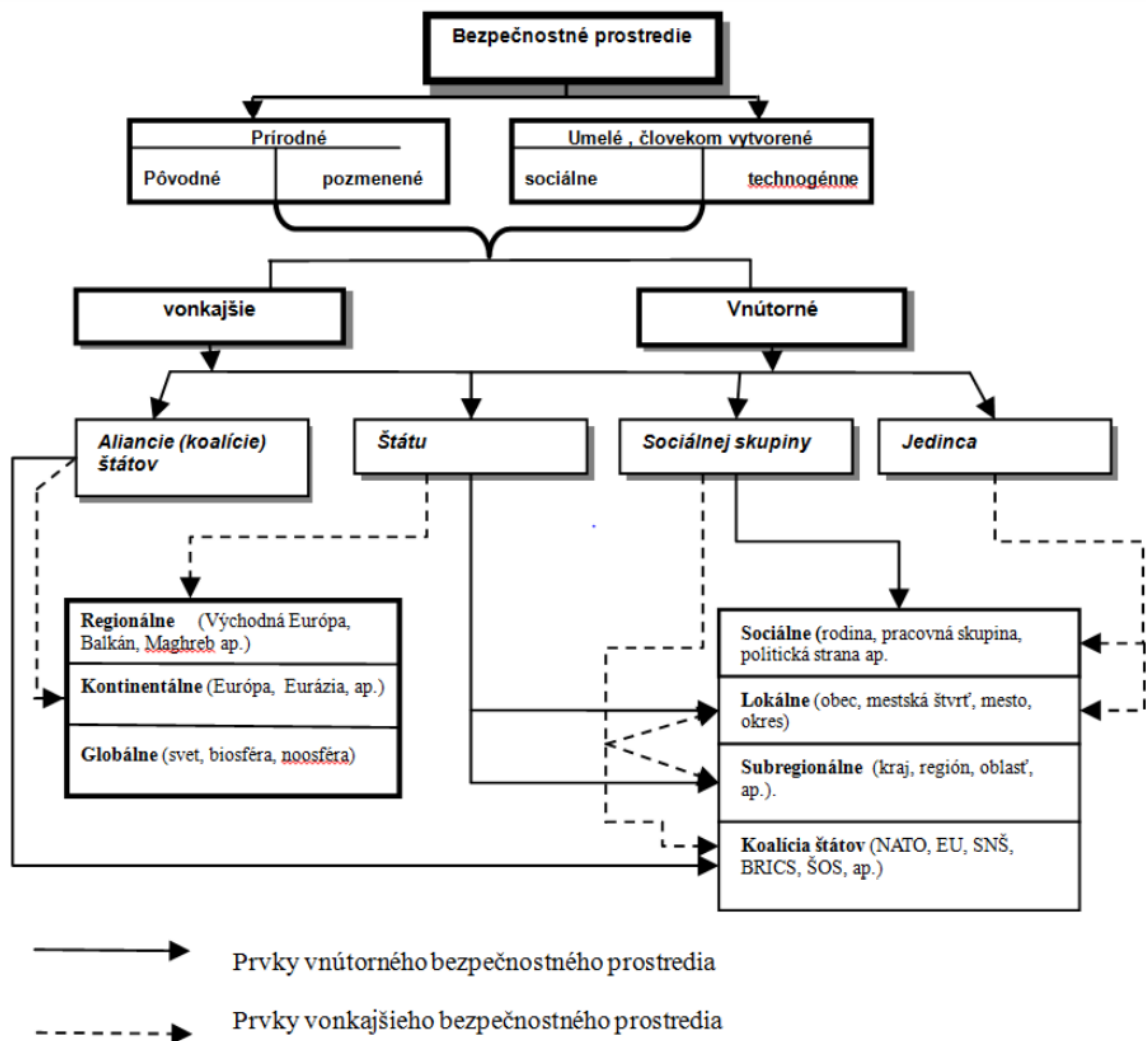 Bezpečnostné prostredie
Prírodné
Pôvodné pozmenené
Umelé , človekom vytvorené
sociálne technogénne
vonkajšie
Vnútorné
Aliancie (koalície)
štátov
Štátu
Sociálnej skupiny
Jedinca
Regionálne (Východná Európa,
Balkán, Maghreb ap.)
Kontinentálne (Európa, Eurázia, ap.)
Globálne (svet, biosféra, noosféra)
Sociálne (rodina, pracovná skupina,
politická strana ap.
Lokálne (obec, mestská štvrť, mesto,
okres)
Subregionálne (kraj, región, oblasť,
ap.).
Koalícia štátov (NATO, EU, SNŠ,
BRICS, ŠOS, ap.)
Prvky vnútorného bezpečnostného prostredia
Prvky vonkajšieho bezpečnostného prostredia